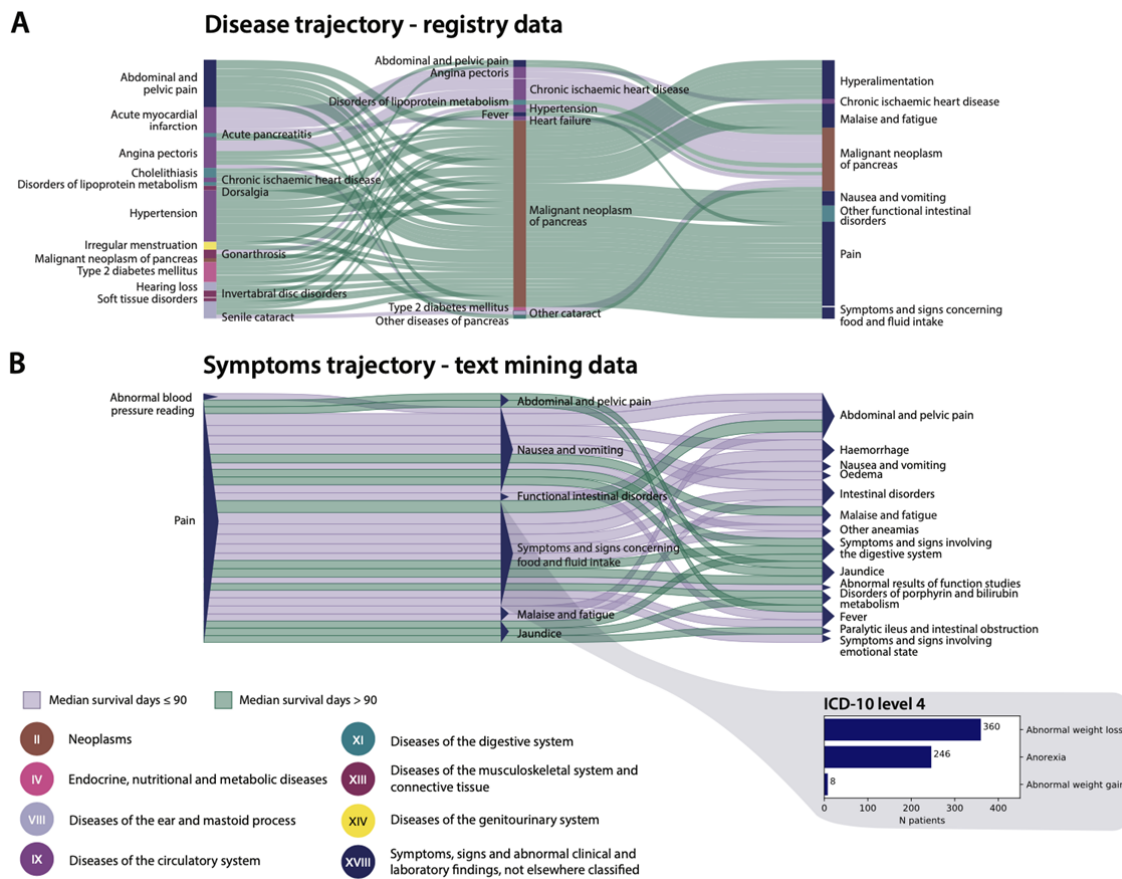 A
Disease trajectory - registry data
Abdominal and
pelvic pain
Acute myocardial
infarction
Acute pancreatitis
Angina pectoris
Cholelithiasis
Chronic ischaemic heart disease
Disorders of lipoprotein metabolism
Dorsalgia
Hypertension
Irregular menstruation
Gonarthrosis
Malignant neoplasm of pancreas
Type 2 diabetes mellitus
Hearing loss
Invertabral disc disorders
Soft tissue disorders
Senile cataract
Abdominal and pelvic pain
Angina pectoris
Chronic ischaemic heart disease
Disorders of lipoprotein metabolism
Hypertension
Fever
Heart failure
Malignant neoplasm
of pancreas
Type 2 diabetes mellitus
Other cataract
Other diseases of pancreas
Hyperalimentation
Chronic ischaemic heart disease
Malaise and fatigue
Malignant neoplasm
of pancreas
Nausea and vomiting
Other functional intestinal
disorders
Pain
Symptoms and signs concerning
food and fluid intake
B
Symptoms trajectory - text mining data
Abnormal blood
pressure reading
Pain
Abdominal and pelvic pain
Nausea and vomiting
Functional intestinal disorders
Symptoms and signs concerning
food and fluid intake
Malaise and fatigue
Jaundice
Abdominal and pelvic pain
Haemorrhage
Nausea and vomiting
Oedema
Intestinal disorders
Malaise and fatigue
Other aneamias
Symptoms and signs involving
the digestive system
Jaundice
Abnormal results of function studies
Disorders of porphyrin and bilirubin
metabolism
Fever
Paralytic ileus and intestinal obstruction
Symptoms and signs involving
emotional state
Median survival days ≤ 90
Median survival days > 90
II
Neoplasms
IV
Endocrine, nutritional and metabolic diseases
VIII
Diseases of the ear and mastoid process
IX
Diseases of the circulatory system
XI
Diseases of the digestive system
XIII
Diseases of the musculoskeletal system and
connective tissue
XIV
Diseases of the genitourinary system
XVIII
Symptoms, signs and abnormal clinical and
laboratory findings, not elsewhere classified
ICD-10 level 4
360
Abnormal weight loss
246
Anorexia
8
Abnormal weight gain
0 100 200 300 400
N patients